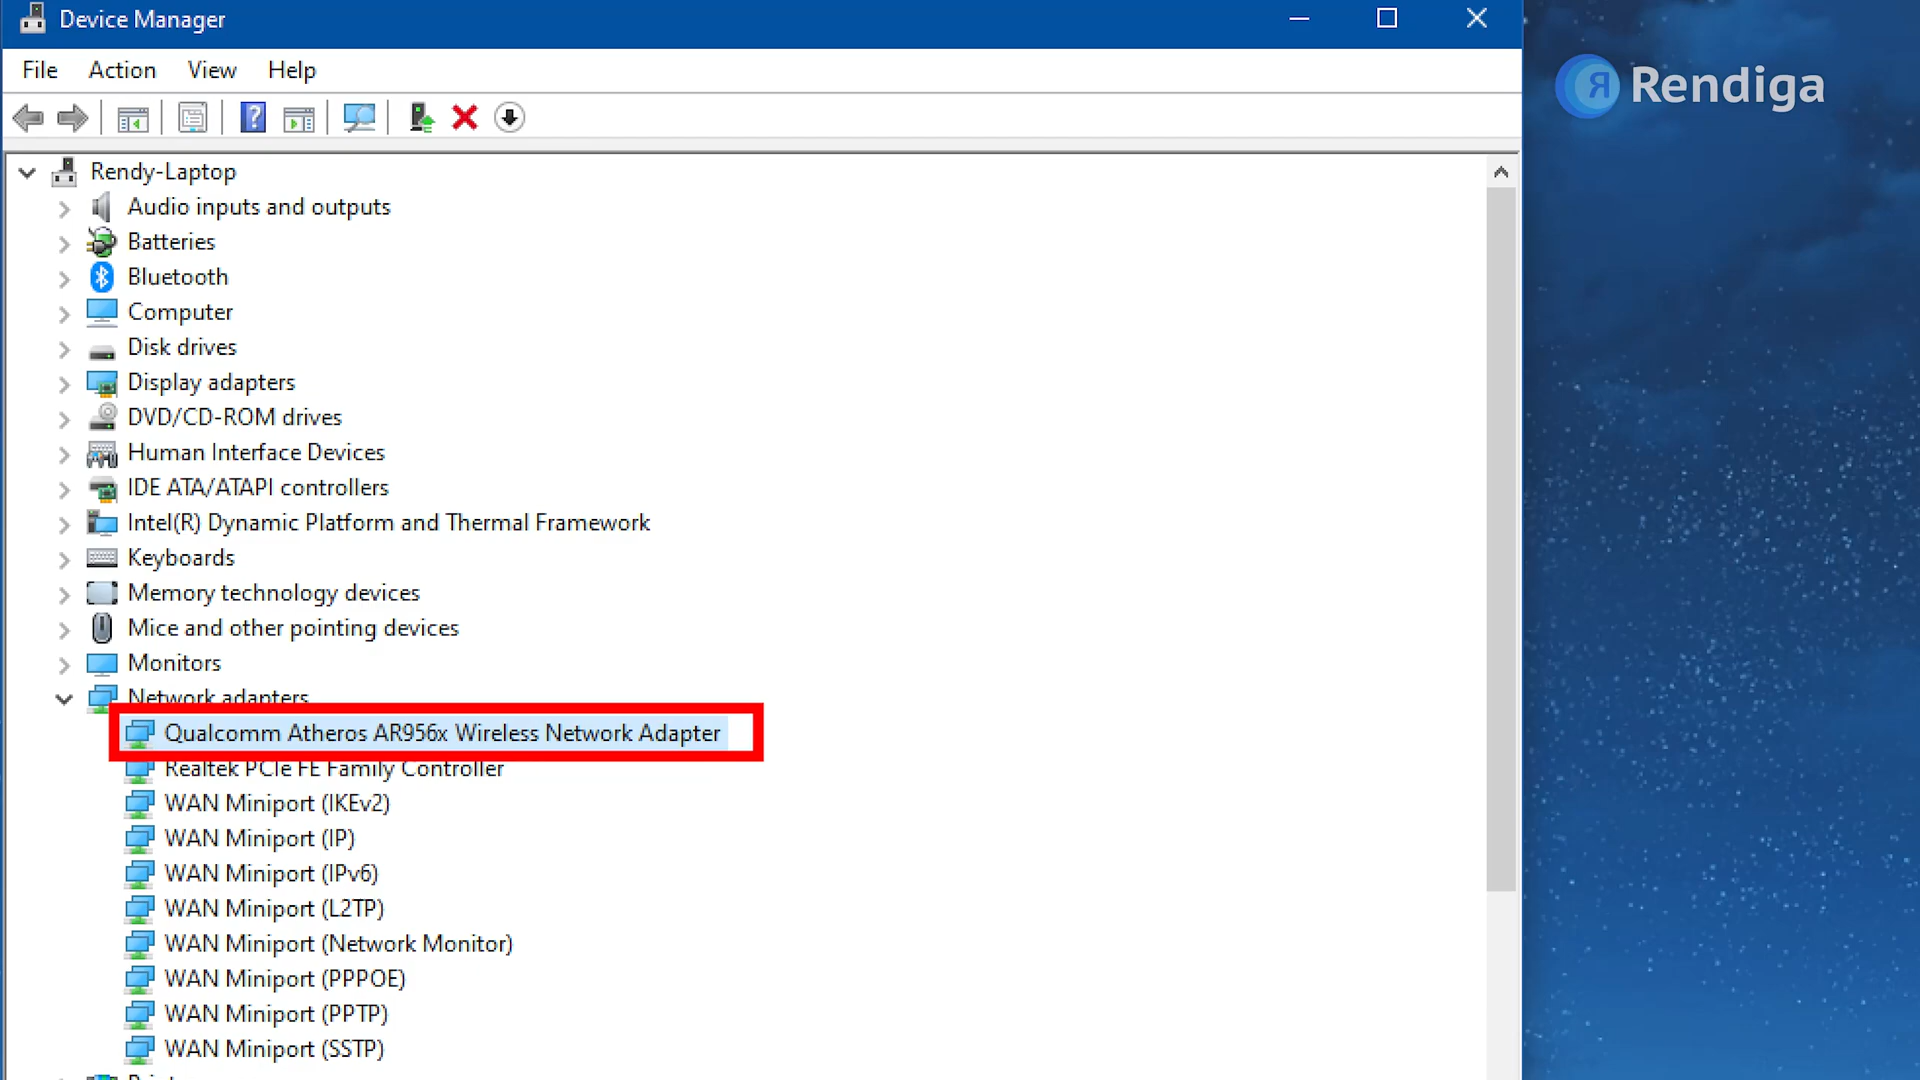 Device Manager
File Action View Help
Rendiga
Rendy-Laptop
Audio inputs and outputs
Batteries
Bluetooth
Computer
Disk drives
Display adapters
DVD/CD-ROM drives
Human Interface Devices
IDE ATA/ATAPI controllers
Intel(R) Dynamic Platform and Thermal Framework
Keyboards
Memory technology devices
Mice and other pointing devices
Monitors
Network adapters
Qualcomm Atheros AR956x Wireless Network Adapter
Realtek PCIe FE Family Controller
WAN Miniport (IKEv2)
WAN Miniport (IP)
WAN Miniport (IPv6)
WAN Miniport (L2TP)
WAN Miniport (Network Monitor)
WAN Miniport (PPPOE)
WAN Miniport (PPTP)
WAN Miniport (SSTP)